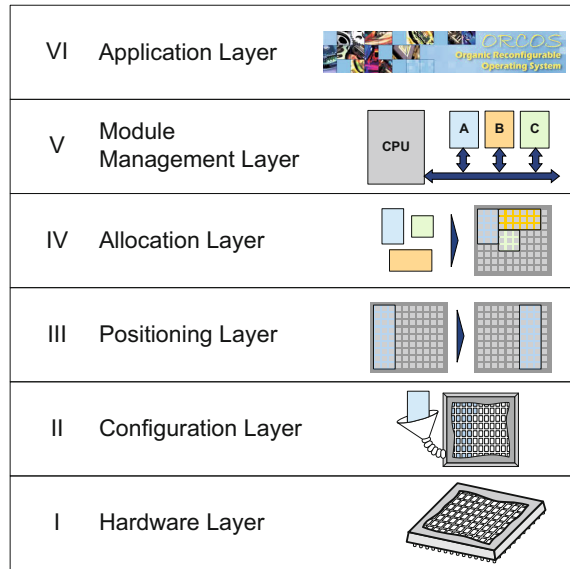 VI Application Layer
ORCOS
Organic Reconfigurable
Operating System
V Module
Management Layer
CPU A B C
IV Allocation Layer
III Positioning Layer
II Configuration Layer
I Hardware Layer